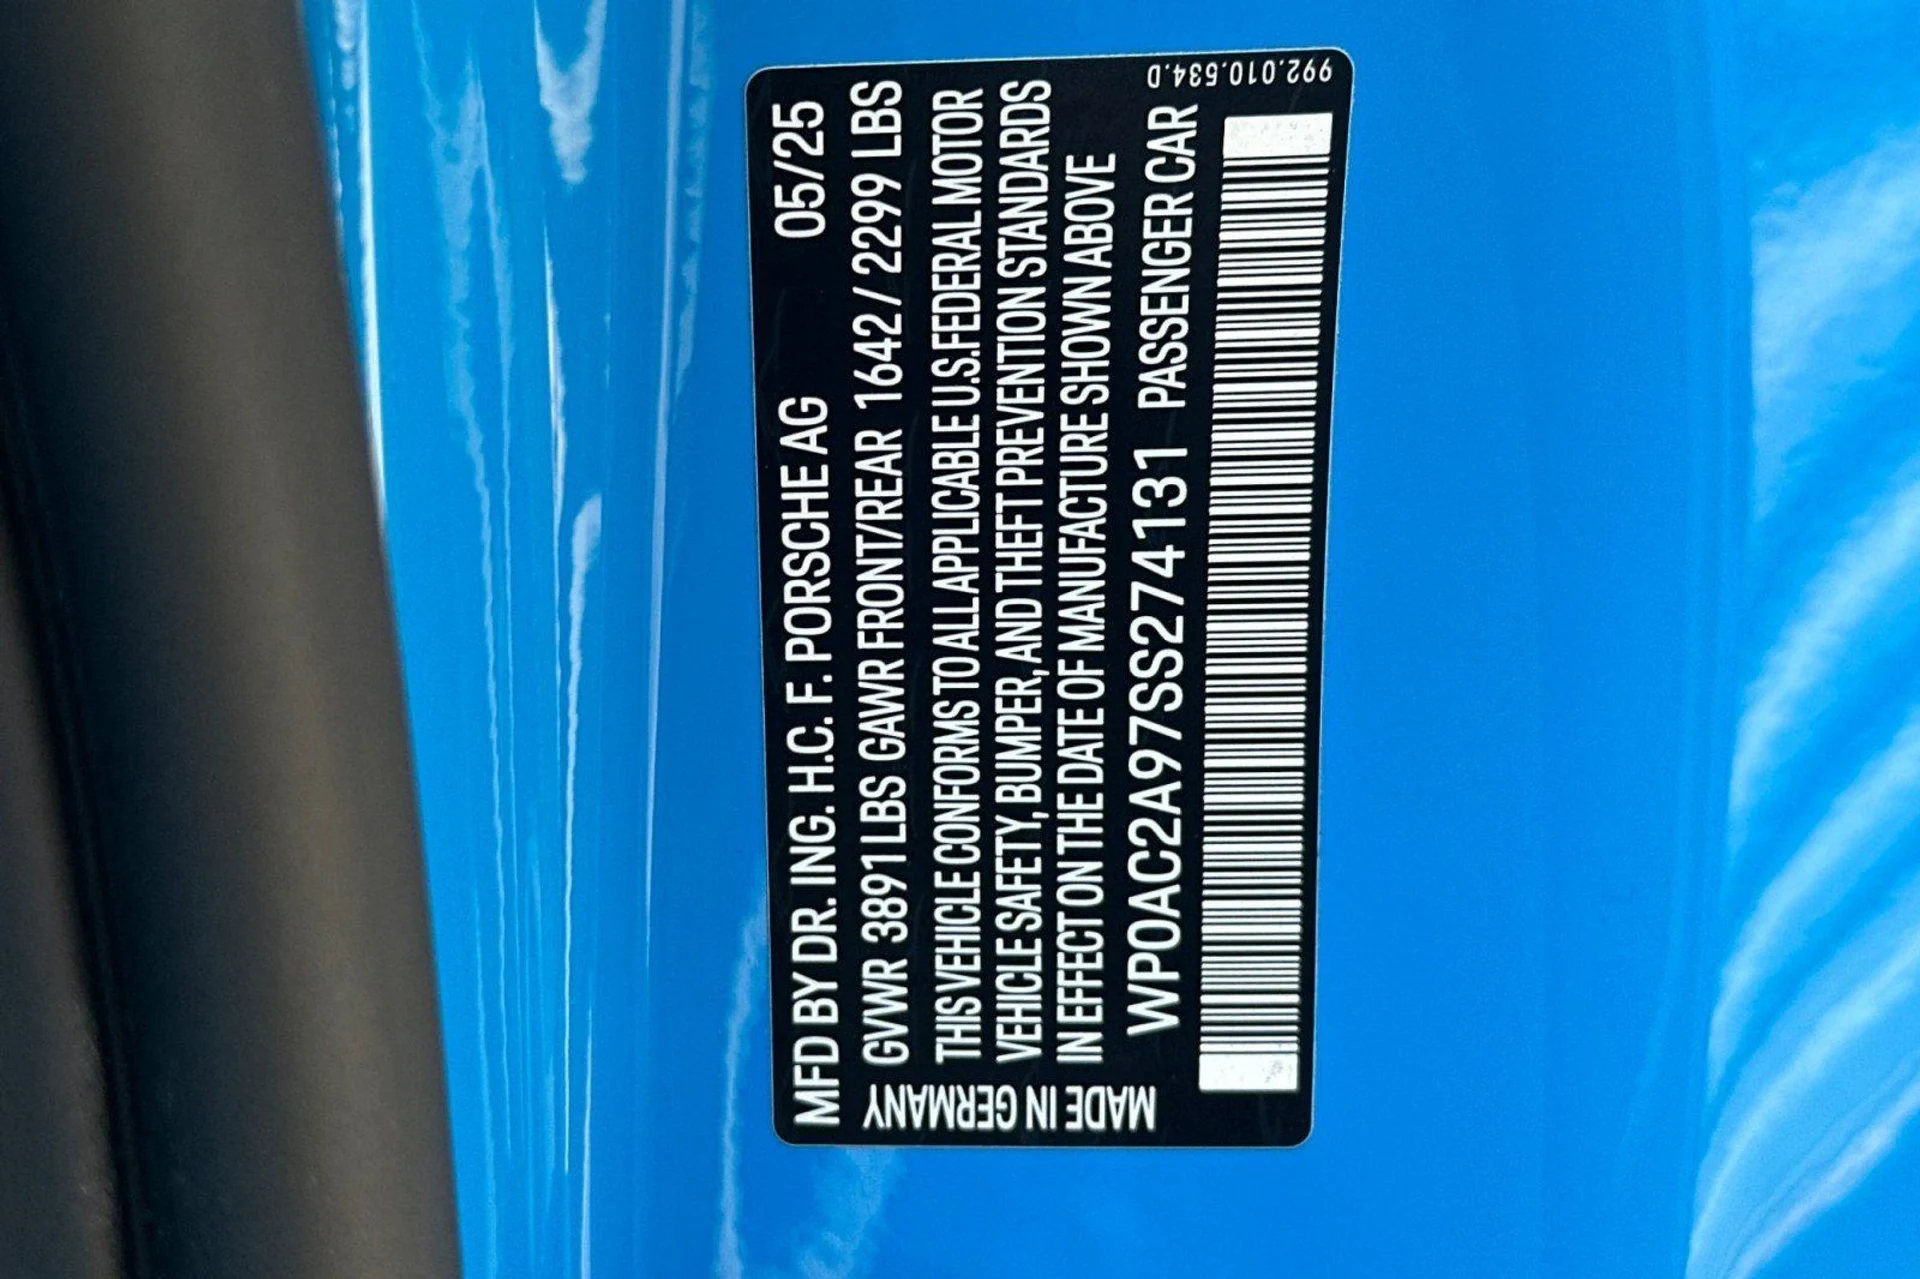 MFD BY DR. ING. H.C. F. PORSCHE AG 05/25
GVWR 3891 LBS GAWR FRONT/REAR 1642 / 2299 LBS
THIS VEHICLE CONFORMS TO ALL APPLICABLE U.S. FEDERAL MOTOR
VEHICLE SAFETY, BUMPER, AND THEFT PREVENTION STANDARDS
IN EFFECT ON THE DATE OF MANUFACTURE SHOWN ABOVE
WP0AC2A97SS274131 PASSENGER CAR
MADE IN GERMANY
992.010.534.D